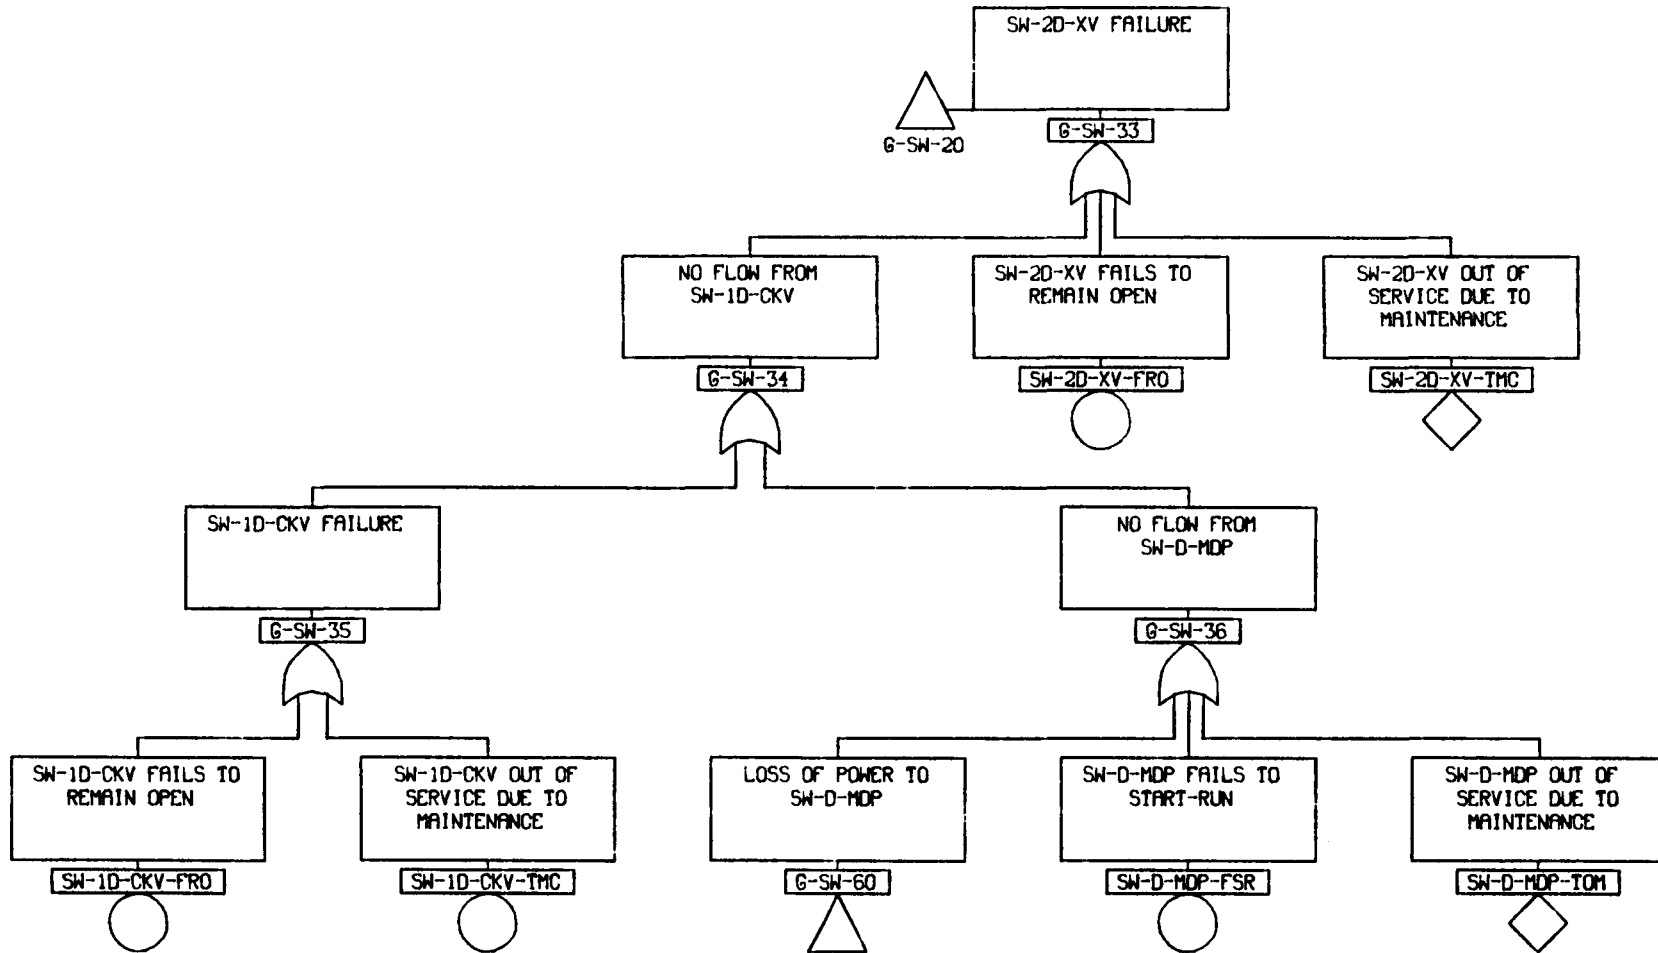 SW-2D-XV FAILURE
G-SW-20
G-SW-33
NO FLOW FROM
SW-1D-CKV
SW-2D-XV FAILS TO
REMAIN OPEN
SW-2D-XV OUT OF
SERVICE DUE TO
MAINTENANCE
G-SW-34
SW-2D-XV-FRO
SW-2D-XV-TMC
SW-1D-CKV FAILURE
NO FLOW FROM
SW-D-MDP
G-SW-35
G-SW-36
SW-1D-CKV FAILS TO
REMAIN OPEN
SW-1D-CKV OUT OF
SERVICE DUE TO
MAINTENANCE
LOSS OF POWER TO
SW-D-MDP
SW-D-MDP FAILS TO
START-RUN
SW-D-MDP OUT OF
SERVICE DUE TO
MAINTENANCE
SW-1D-CKV-FRO
SW-1D-CKV-TMC
G-SW-60
SW-D-MDP-FSR
SW-D-MDP-TOM